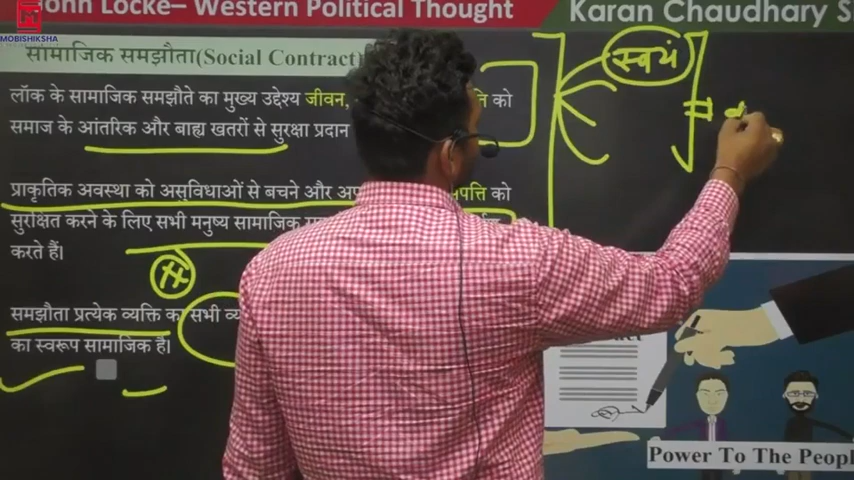 John Locke– Western Political Thought
Karan Chaudhary S
MOBISHIKSHA
सामाजिक समझौता(Social Contract)
लॉक के सामाजिक समझौते का मुख्य उद्देश्य जीवन, को
समाज के आंतरिक और बाह्य खतरों से सुरक्षा प्रदान
प्राकृतिक अवस्था को असुविधाओं से बचने और को
सुरक्षित करने के लिए सभी मनुष्य सामाजिक
करते हैं।
समझौता प्रत्येक व्यक्ति का सभी
का स्वरूप सामाजिक है।
स्वयं
Power To The People